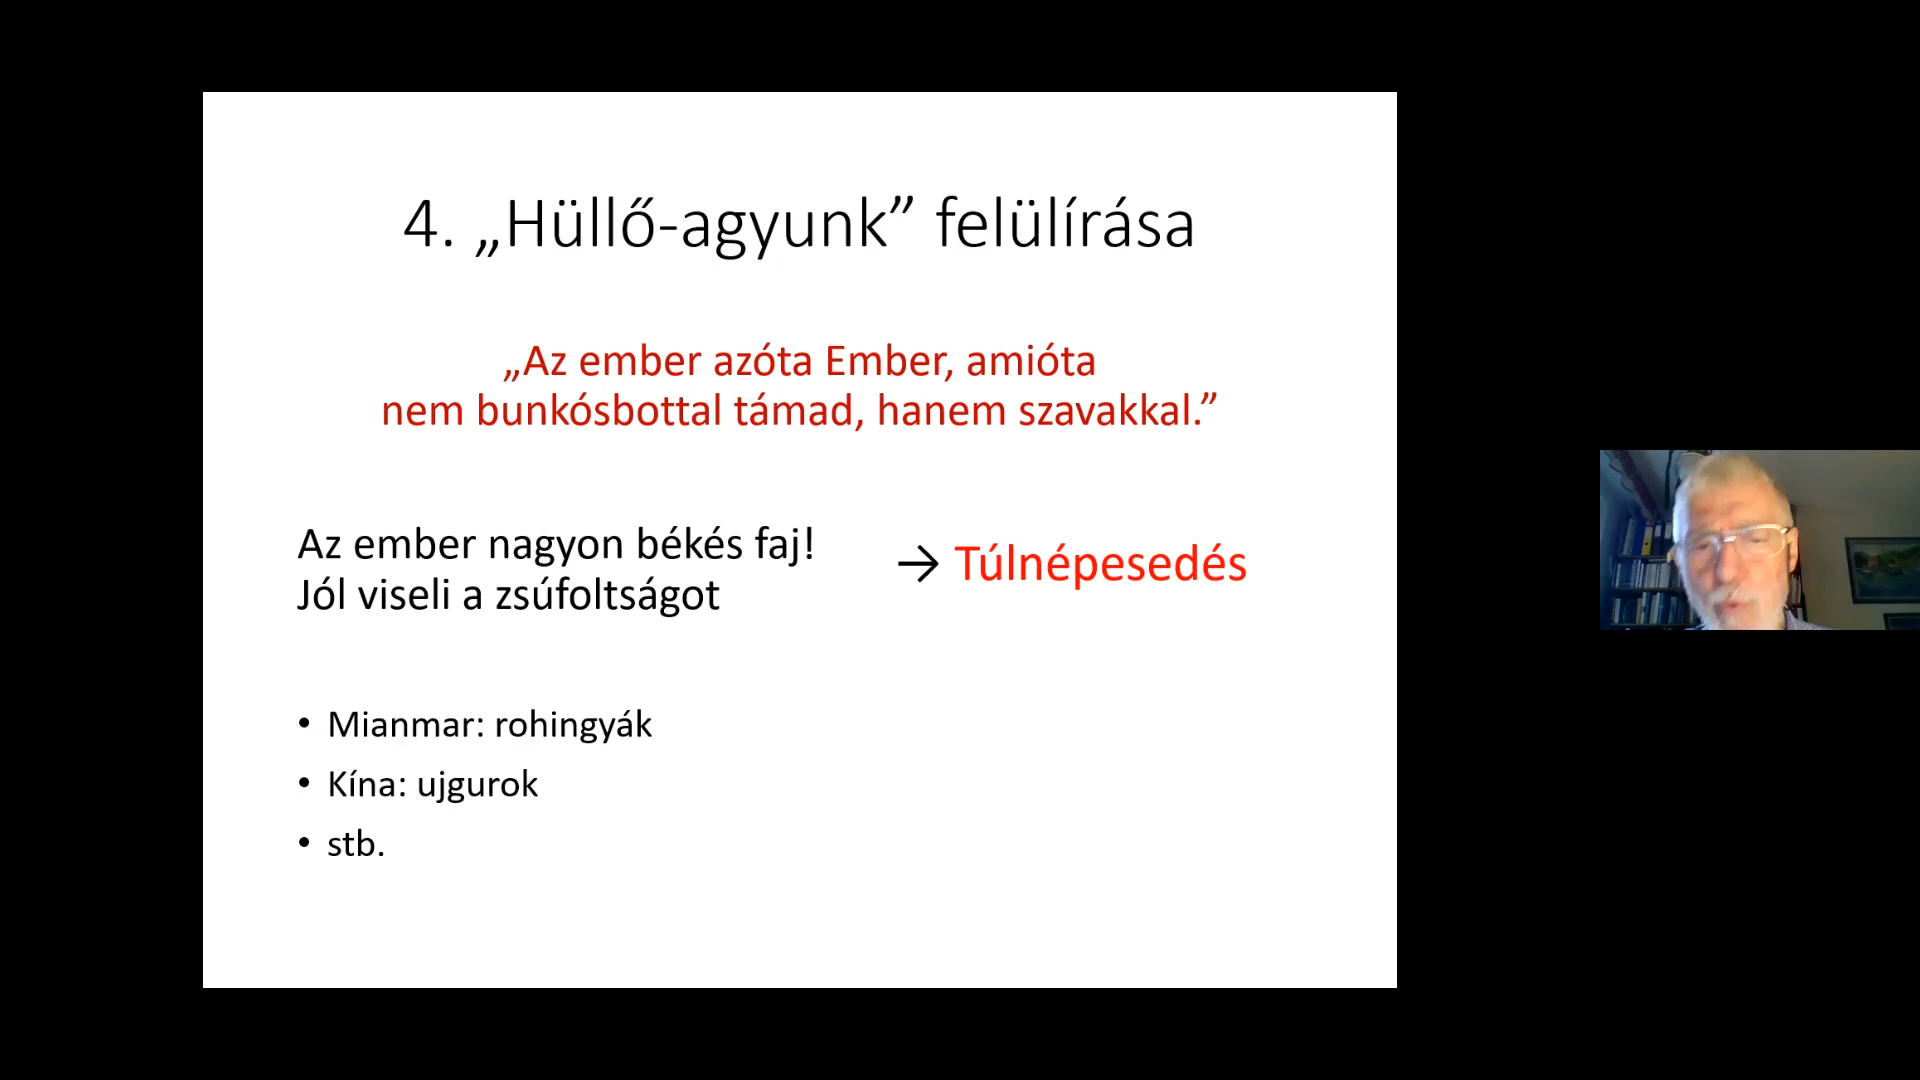 4. „Hüllő-agyunk” felülírása
„Az ember azóta Ember, amióta
nem bunkósbottal támad, hanem szavakkal.”
Az ember nagyon békés faj!
Jól viseli a zsúfoltságot
→ Túlnépesedés
• Mianmar: rohingyák
• Kína: ujgurok
• stb.